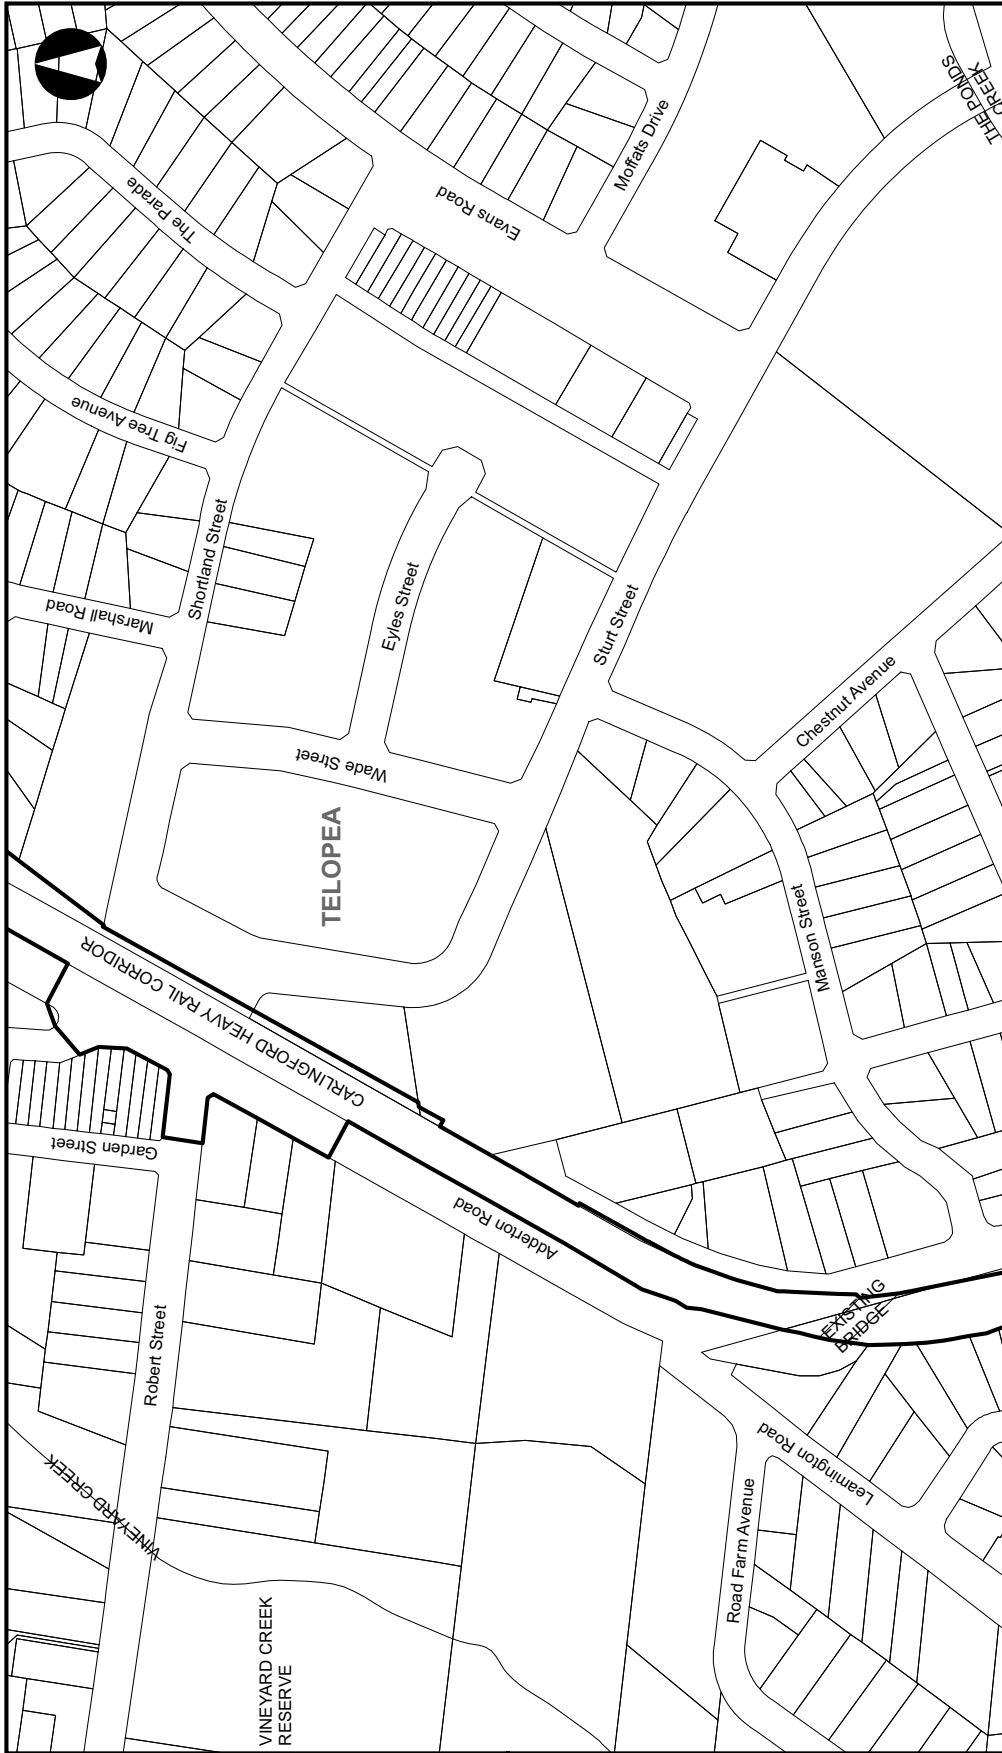 THE PONDS
CREEK
The Parade
Evans Road
Moffats Drive
Fig Tree Avenue
Shortland Street
Marshall Road
Eyles Street
Sturt Street
Wade Street
Chestnut Avenue
TELOPEA
Manson Street
CARLINGFORD HEAVY RAIL CORRIDOR
Garden Street
Adderton Road
Robert Street
EXISTING
BRIDGE
Leamington Road
VINEYARD CREEK
Road Farm Avenue
VINEYARD CREEK
RESERVE